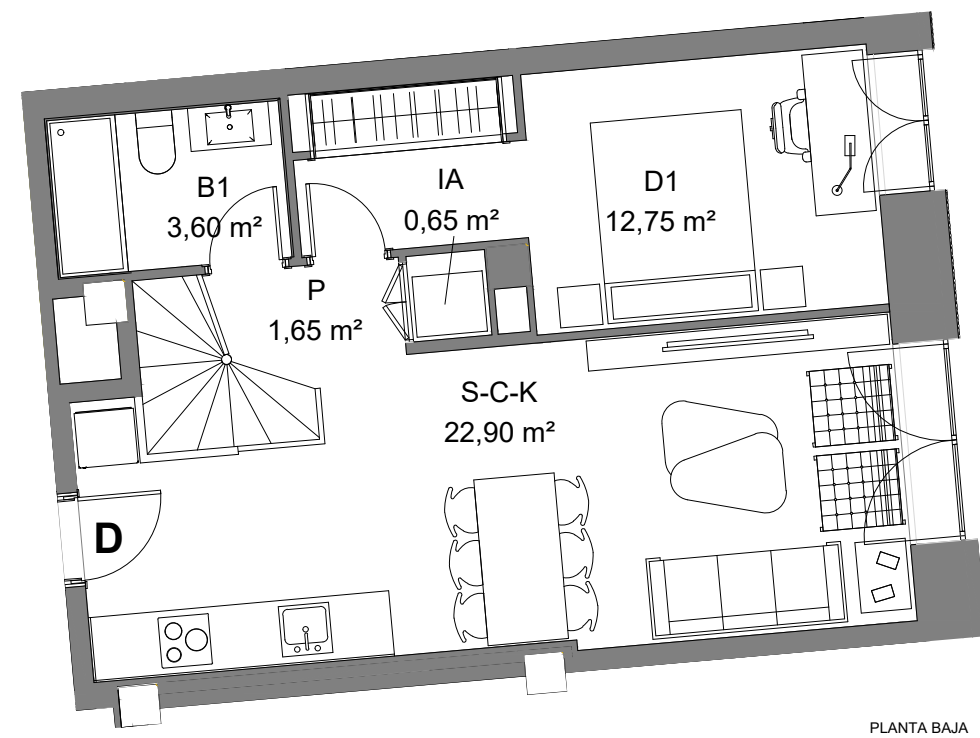 B1
3,60 m²
IA
0,65 m²
D1
12,75 m²
P
1,65 m²
S-C-K
22,90 m²
D
PLANTA BAJA